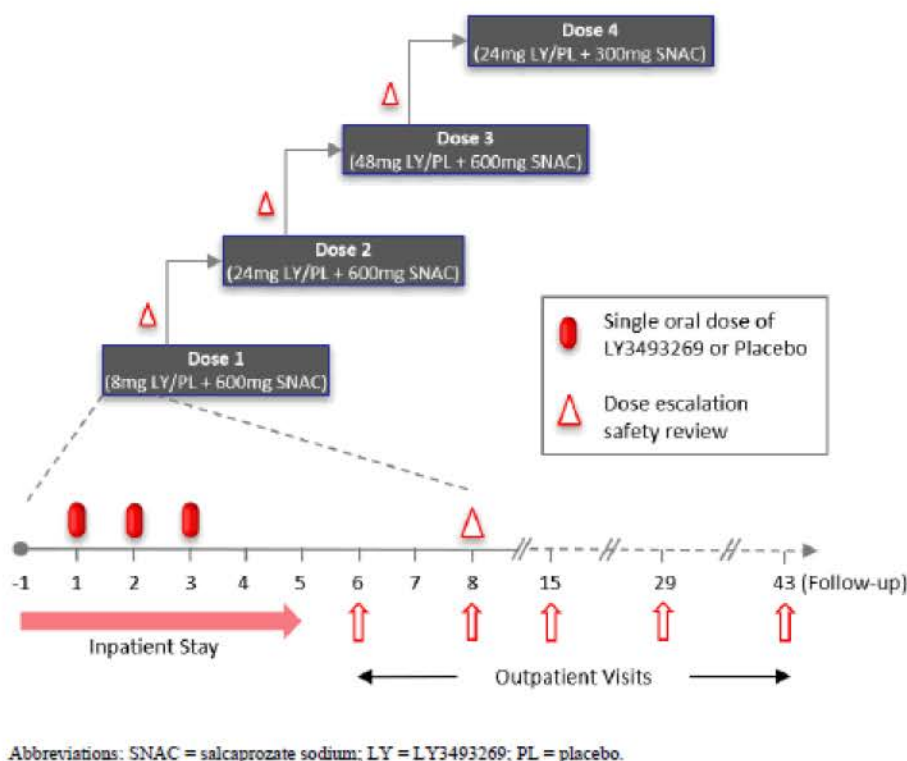 Dose 4
(24mg LY/PL + 300mg SNAC)
Dose 3
(48mg LY/PL + 600mg SNAC)
Dose 2
(24mg LY/PL + 600mg SNAC)
Dose 1
(8mg LY/PL + 600mg SNAC)
Single oral dose of
LY3493269 or Placebo
Dose escalation
safety review
-1 1 2 3 4 5 6 7 8 15 29 43 (Follow-up)
Inpatient Stay
Outpatient Visits
Abbreviations: SNAC = salcaprozate sodium; LY = LY3493269; PL = placebo.